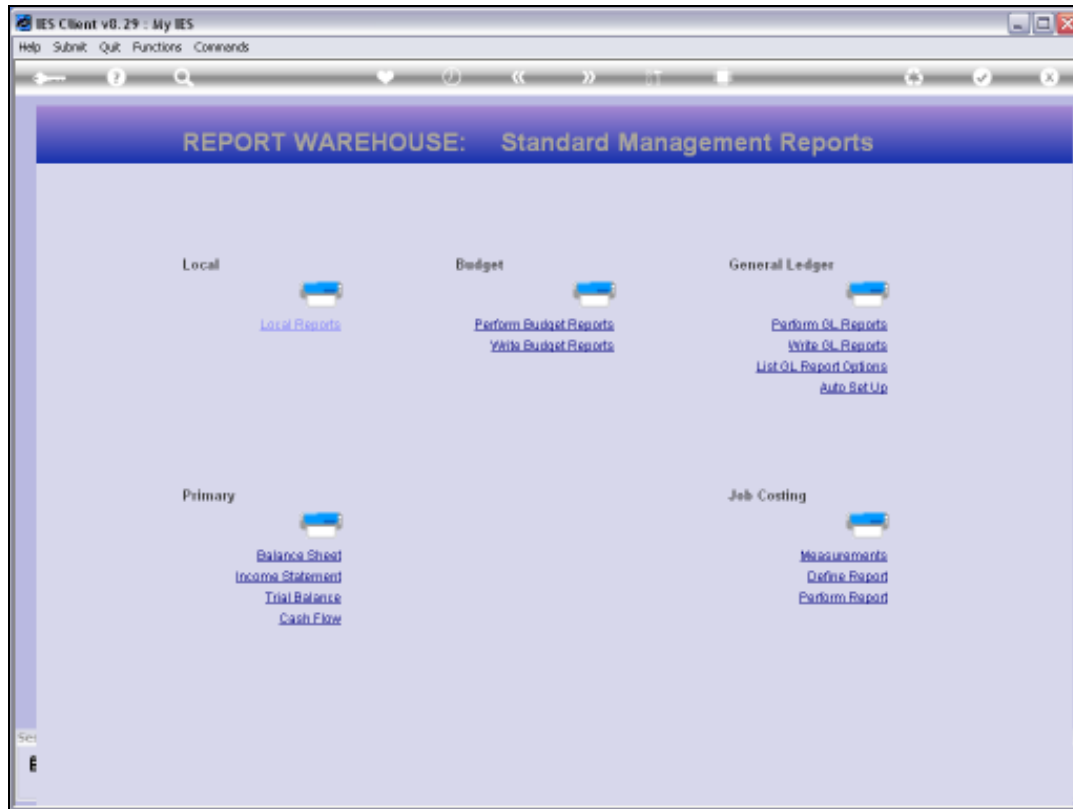 IES Client v8.29 : My IES
Help Submit Quit Functions Commands
REPORT WAREHOUSE: Standard Management Reports
Local
Local Reports
Budget
Perform Budget Reports
Write Budget Reports
General Ledger
Perform GL Reports
Write GL Reports
List GL Report Options
Auto Set Up
Primary
Balance Sheet
Income Statement
Trial Balance
Cash Flow
Job Costing
Measurements
Define Report
Perform Report